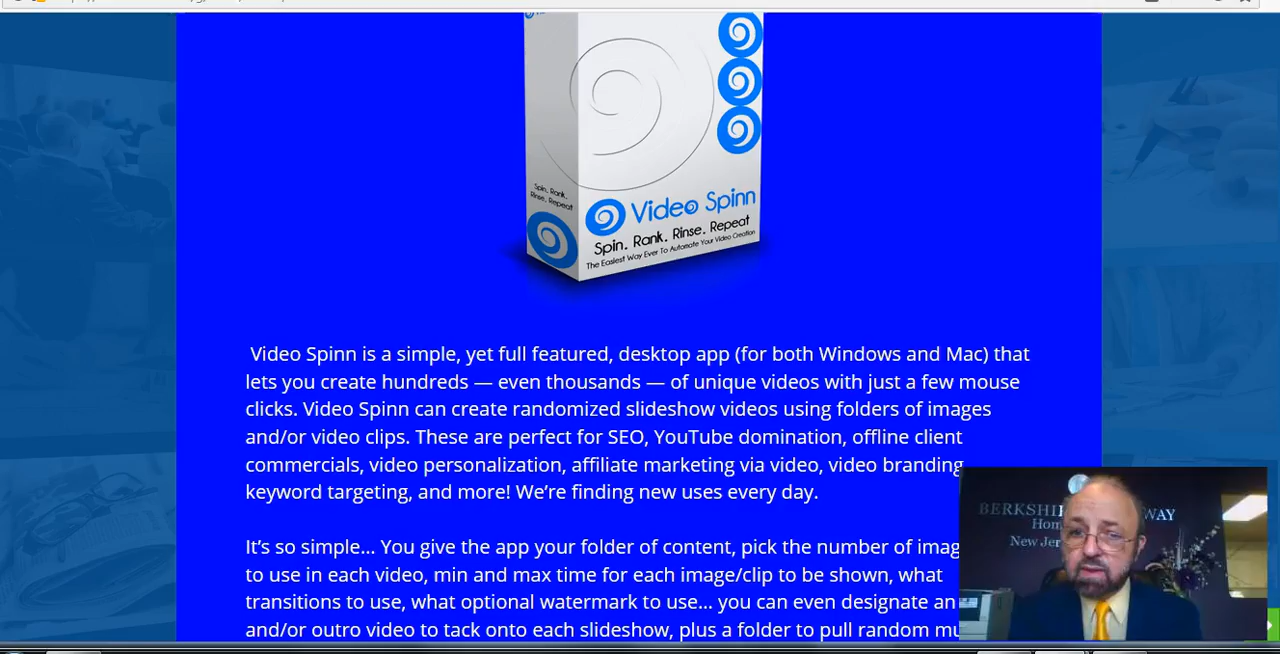 Spin. Rank.
Rinse. Repeat
Video Spinn
Spin. Rank. Rinse. Repeat
The Easiest Way Ever To Automate Your Video Creation
Video Spinn is a simple, yet full featured, desktop app (for both Windows and Mac) that
lets you create hundreds — even thousands — of unique videos with just a few mouse
clicks. Video Spinn can create randomized slideshow videos using folders of images
and/or video clips. These are perfect for SEO, YouTube domination, offline client
commercials, video personalization, affiliate marketing via video, video branding
keyword targeting, and more! We’re finding new uses every day.
It’s so simple… You give the app your folder of content, pick the number of imag
to use in each video, min and max time for each image/clip to be shown, what
transitions to use, what optional watermark to use… you can even designate an
and/or outro video to tack onto each slideshow, plus a folder to pull random mu
BERKSHI WAY
Hom
New Jer